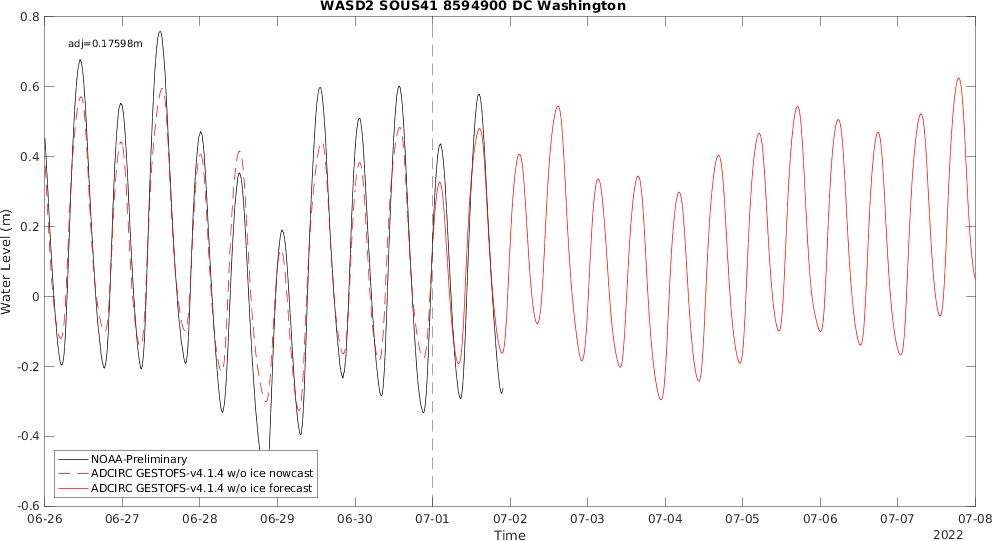 WASD2 SOUS41 8594900 DC Washington
adj=0.17598m
Water Level (m)
0.8
0.6
0.4
0.2
0
-0.2
-0.4
-0.6
NOAA-Preliminary
ADCIRC GESTOFS-v4.1.4 w/o ice nowcast
ADCIRC GESTOFS-v4.1.4 w/o ice forecast
06-26 06-27 06-28 06-29 06-30 07-01 07-02 07-03 07-04 07-05 07-06 07-07 07-08
Time
2022